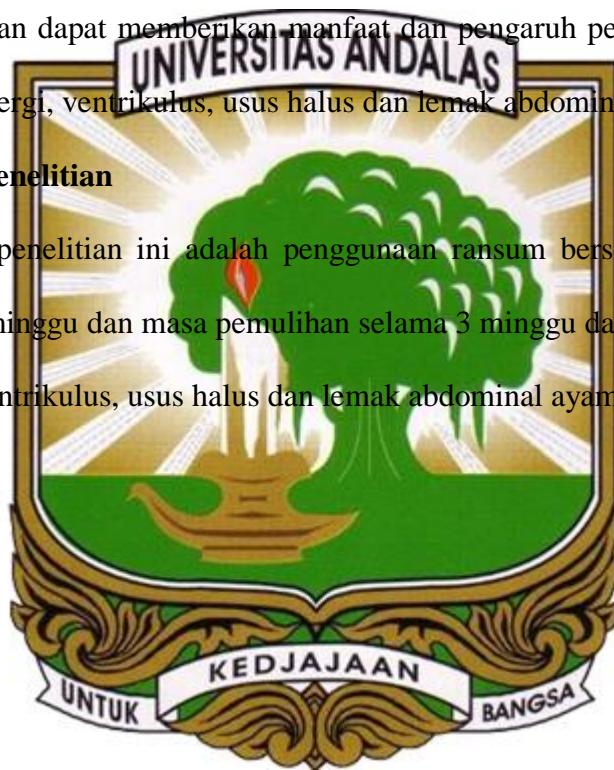 an dapat memberikan manfaat dan pengaruh pe
UNIVERSITAS ANDALAS
ergi, ventrikulus, usus halus dan lemak abdomin
enelitian
penelitian ini adalah penggunaan ransum bers
inggu dan masa pemulihan selama 3 minggu da
ntrikulus, usus halus dan lemak abdominal ayam
UNTUK KEDJAJAAN BANGSA